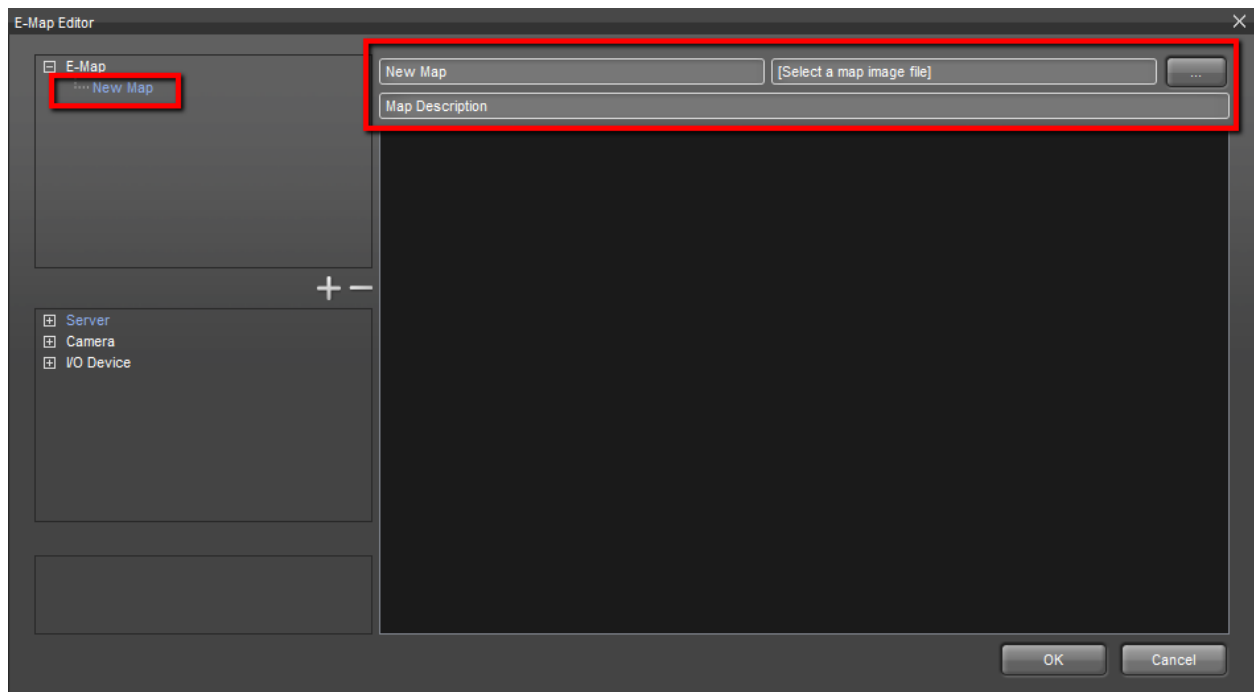 E-Map Editor
E-Map
New Map
New Map
[Select a map image file]
...
Map Description
Server
Camera
I/O Device
OK
Cancel